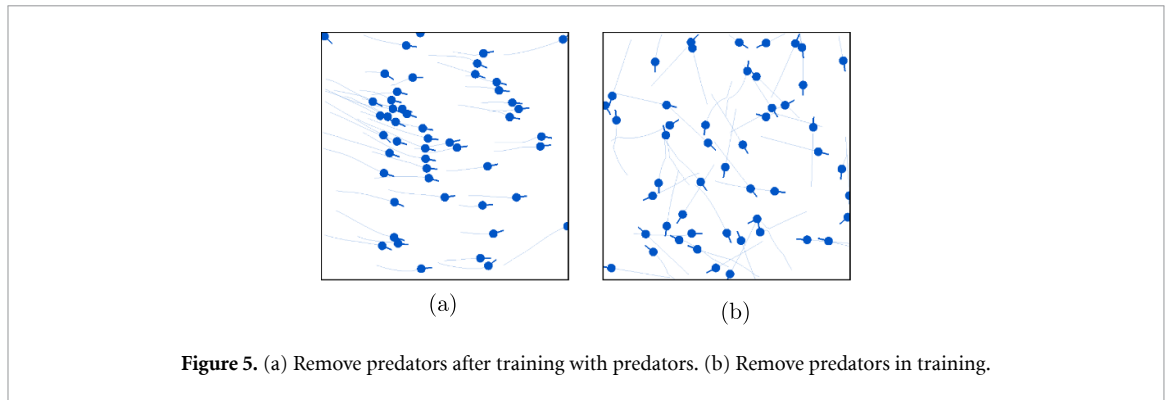 (a)
(b)
Figure 5. (a) Remove predators after training with predators. (b) Remove predators in training.